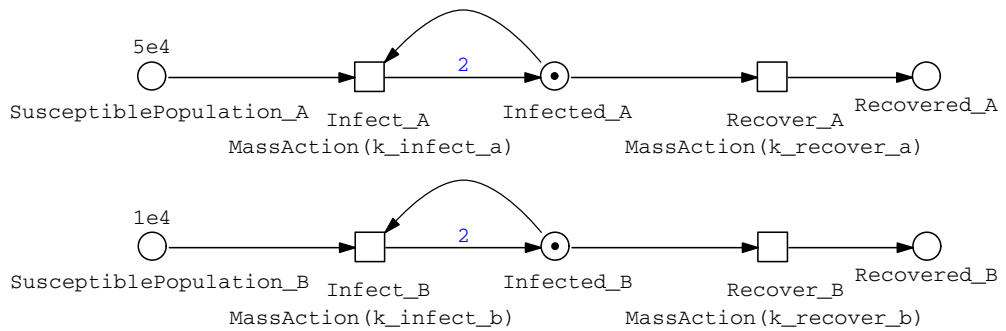 5e4
2
SusceptiblePopulation_A Infect_A Infected_A Recover_A Recovered_A
MassAction(k_infect_a) MassAction(k_recover_a)
1e4
2
SusceptiblePopulation_B Infect_B Infected_B Recover_B Recovered_B
MassAction(k_infect_b) MassAction(k_recover_b)